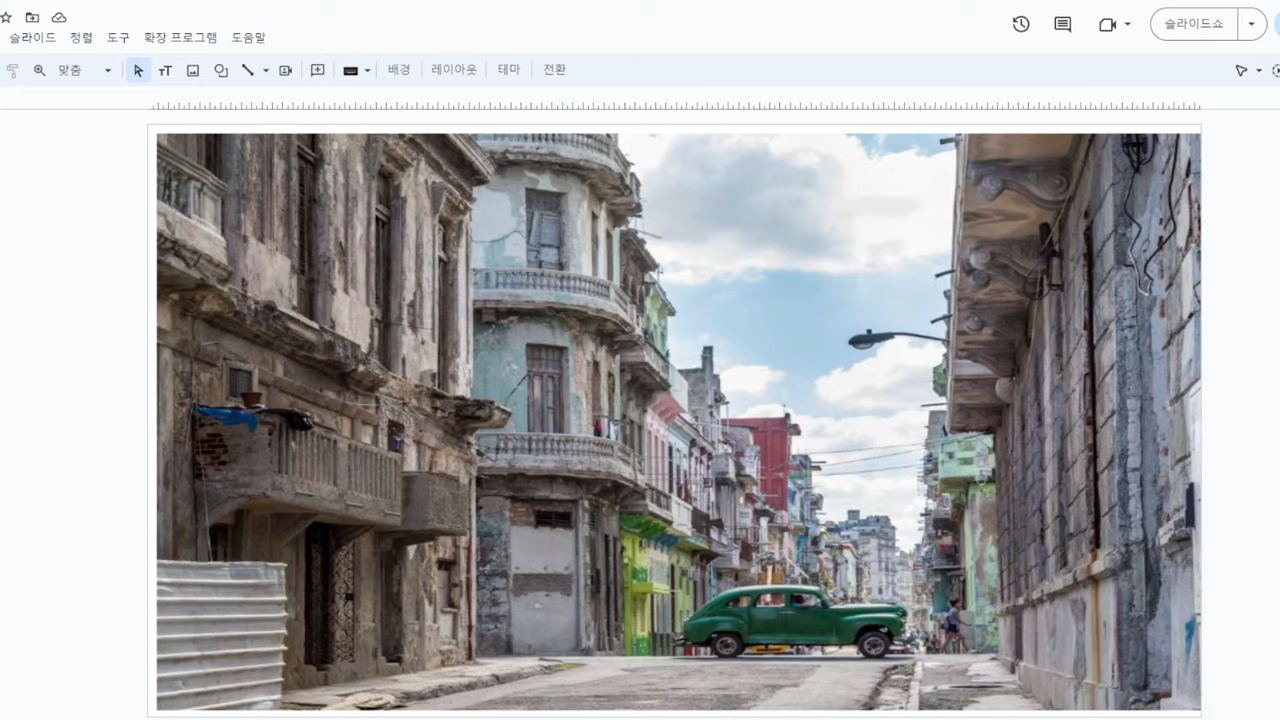 슬라이드 정렬 도구 확장 프로그램 도움말
슬라이드쇼
맞춤 배경 레이아웃 테마 전환